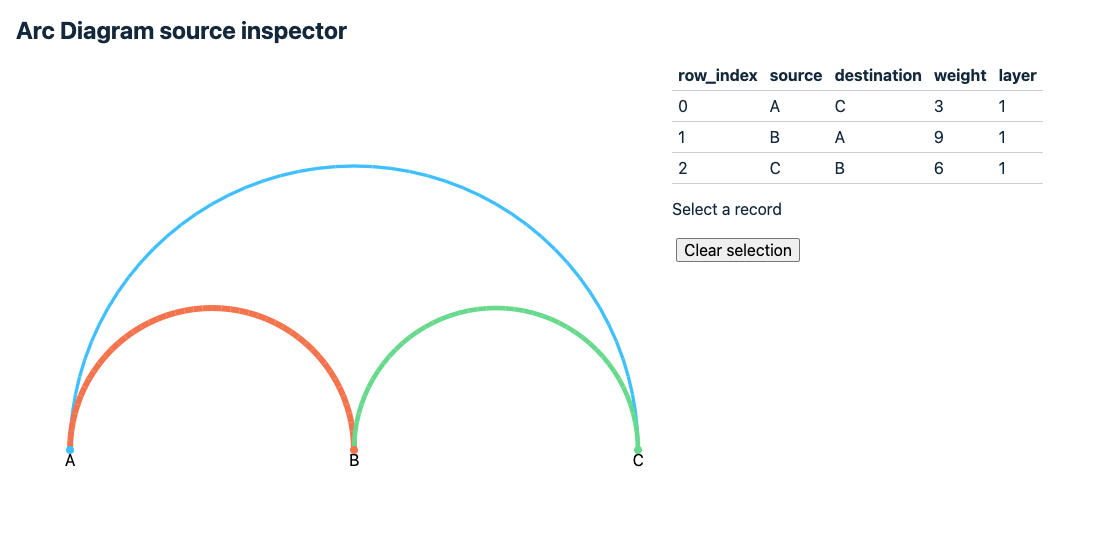 Arc Diagram source inspector
row_index source destination weight layer
0 A C 3 1
1 B A 9 1
2 C B 6 1
Select a record
Clear selection
A B C